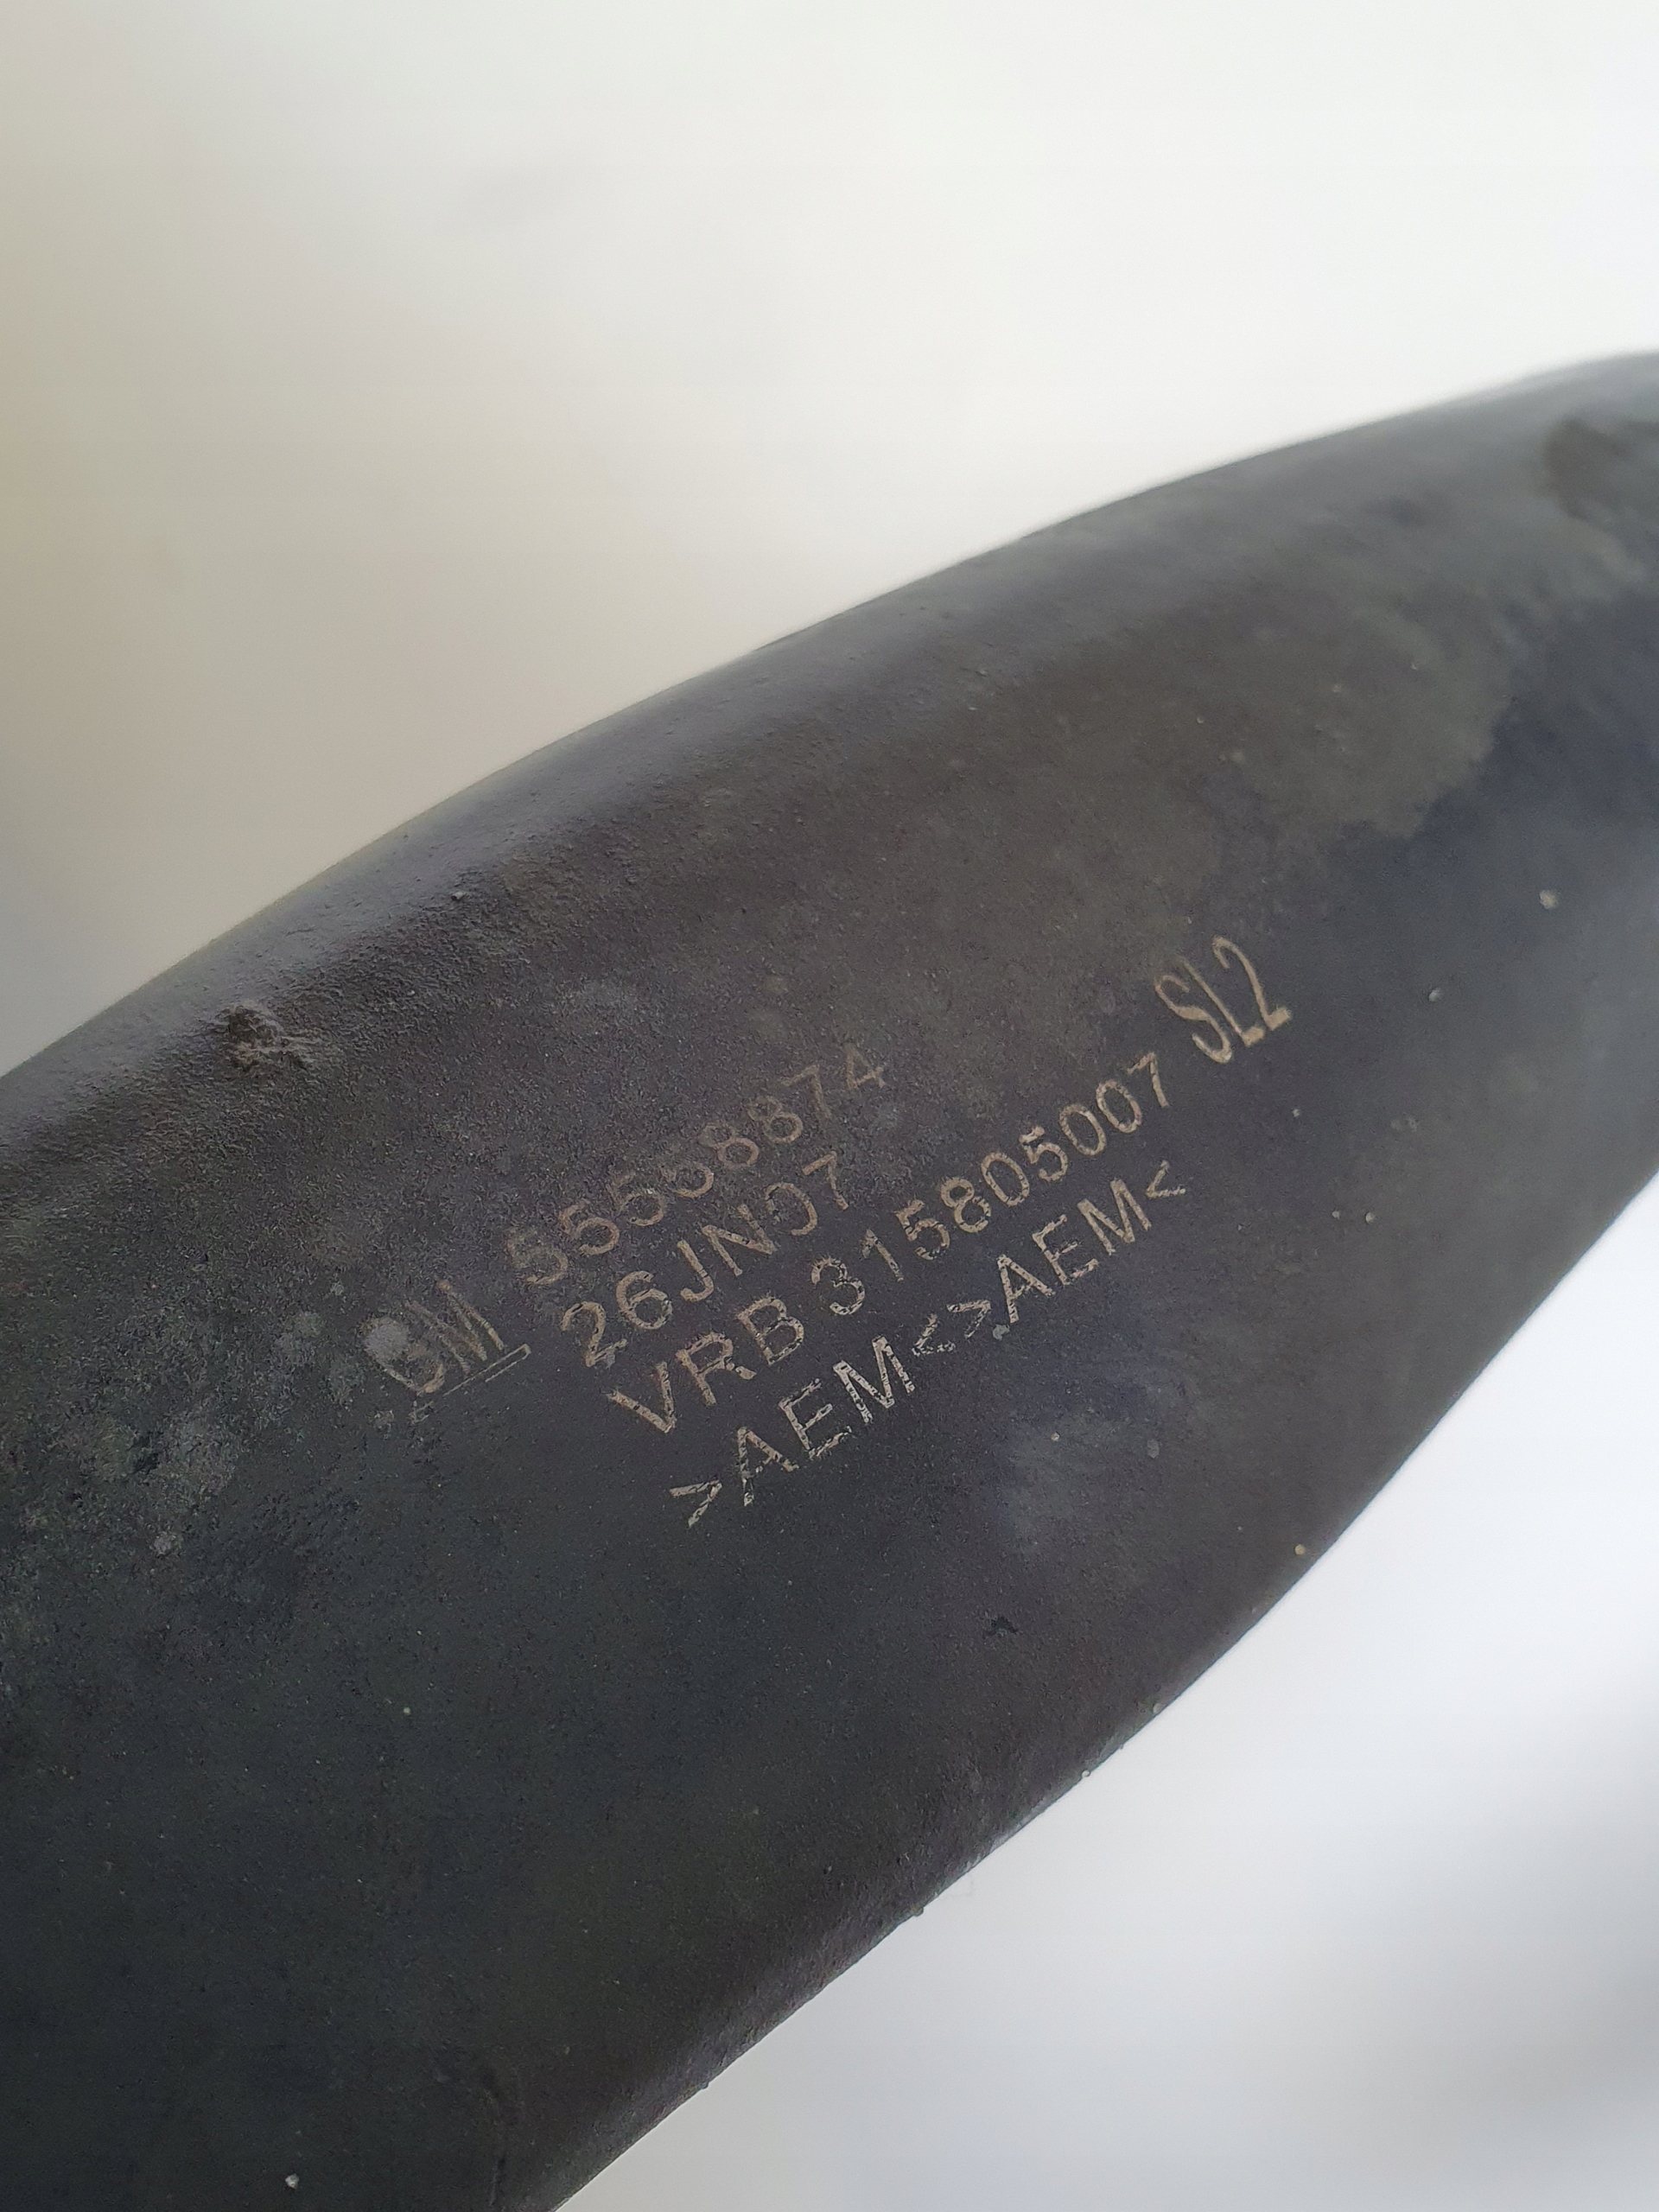 GM 55558874
26JN07
VRB 315805007 SL2
>AEM<>AEM<